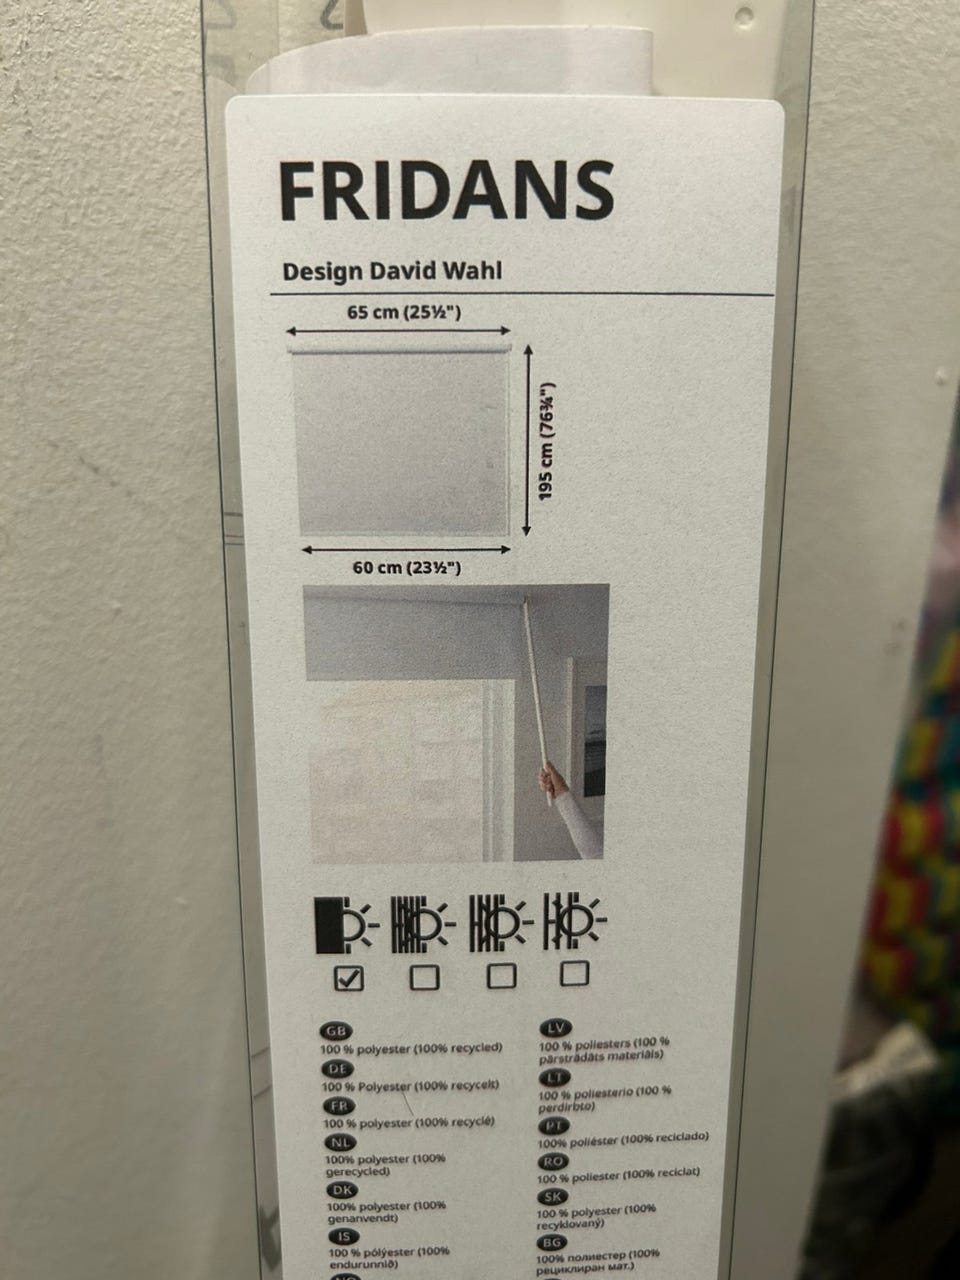 FRIDANS
Design David Wahl
65 cm (25½")
195 cm (76¾")
60 cm (23½")
GB
100 % polyester (100% recycled)
DE
100 % Polyester (100% recycelt)
FR
100 % polyester (100% recyclé)
NL
100% polyester (100%
gerecycled)
DK
100% polyester (100%
genanvendt)
IS
100 % pólýester (100%
endurunnið)
LV
100 % poliesters (100 %
pārstrādāts materiāls)
LT
100 % poliesterio (100 %
perdirbto)
PT
100% poliéster (100% reciclado)
RO
100 % poliester (100% reciclat)
SK
100 % polyester (100%
recyklovaný)
BG
100% полиестер (100%
рециклиран мат.)